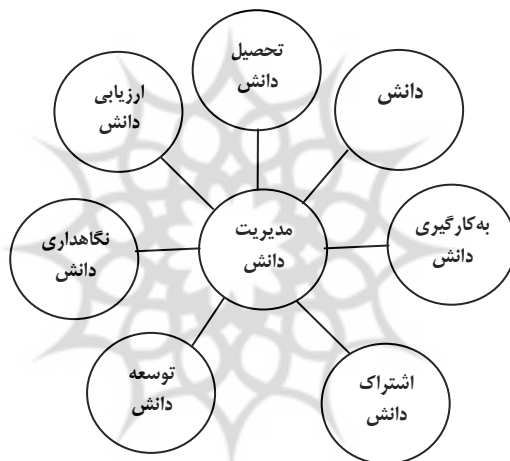 تحصیل
دانش
دانش
ارزیابی
دانش
به‌کارگیری
دانش
مدیریت
دانش
نگاهداری
دانش
اشتراک
دانش
توسعه
دانش